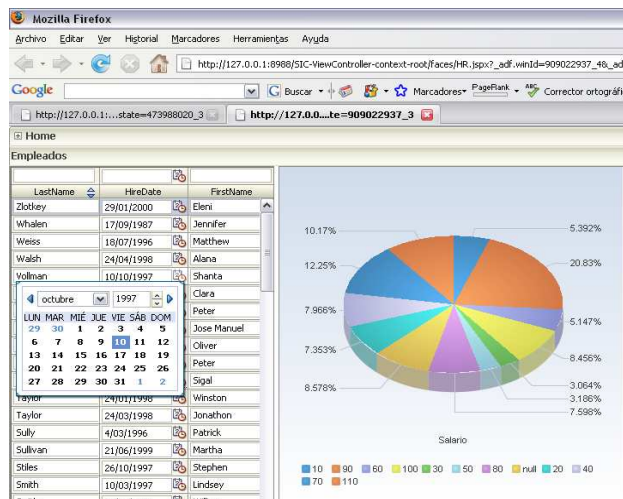 Mozilla Firefox
Archivo Editar Ver Historial Marcadores Herramientas Ayuda
http://127.0.0.1:8988/SIC-ViewController-context-root/faces/HR.jspx?_adf.winId=909022937_4&_ad
Google Buscar Marcadores PageRank ABC Corrector ortográfi
http://127.0.0.1:...state=473988020_3 http://127.0.0....te=909022937_3
Home
Empleados
LastName HireDate FirstName
Zlotkey 29/01/2000 Eleni
Whalen 17/09/1987 Jennifer
Weiss 18/07/1996 Matthew
Walsh 24/04/1998 Alana
Vollman 10/10/1997 Shanta
Clara
octubre 1997 Peter
LUN MAR MIÉ JUE VIE SÁB DOM
29 30 1 2 3 4 5 Jose Manuel
6 7 8 9 10 11 12 Oliver
13 14 15 16 17 18 19
20 21 22 23 24 25 26 Peter
27 28 29 30 31 1 2 Sigal
Taylor 24/01/1998 Winston
Taylor 24/03/1998 Jonathon
Sully 4/03/1996 Patrick
Sullivan 21/06/1999 Martha
Stiles 26/10/1997 Stephen
Smith 10/03/1997 Lindsey
10.17% 5.392%
12.25% 20.83%
7.966% 5.147%
7.353% 8.456%
8.578% 3.064%
3.186%
7.598%
Salario
10 90 60 100 30 50 80 null 20 40
70 110